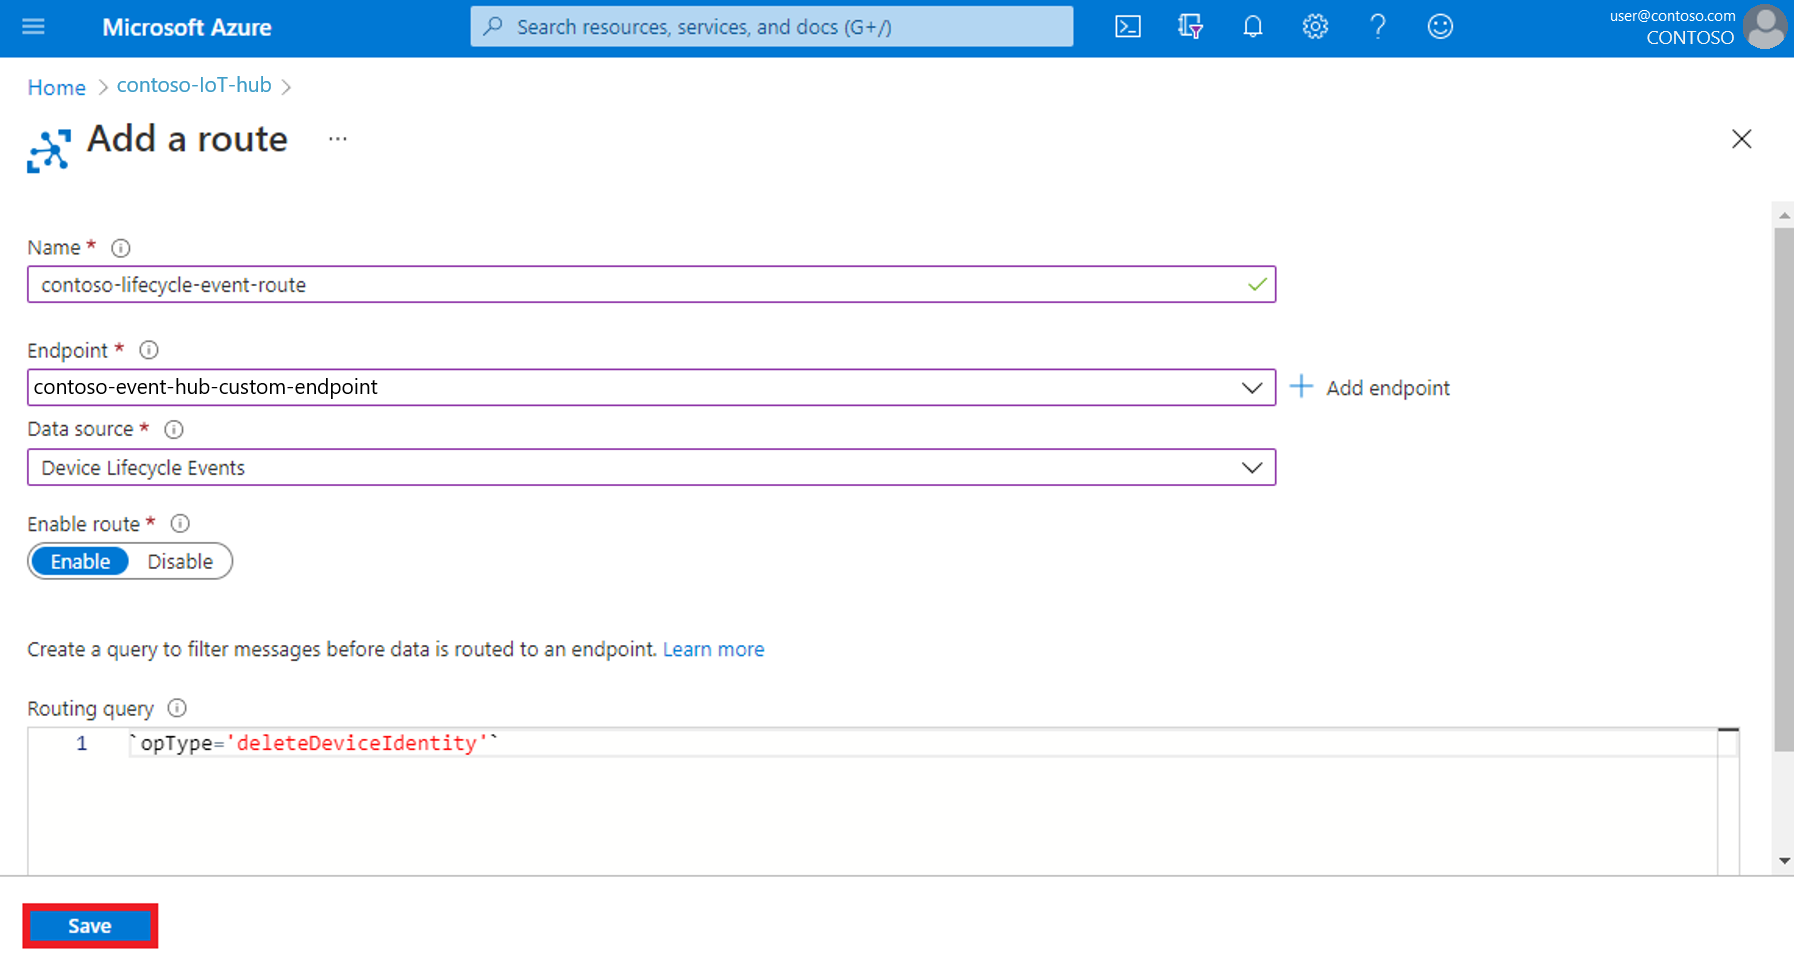 Microsoft Azure
Search resources, services, and docs (G+/)
user@contoso.com
CONTOSO
Home > contoso-IoT-hub >
Add a route ...
Name *
contoso-lifecycle-event-route
Endpoint *
contoso-event-hub-custom-endpoint
Add endpoint
Data source *
Device Lifecycle Events
Enable route *
Enable Disable
Create a query to filter messages before data is routed to an endpoint. Learn more
Routing query
1 `opType='deleteDeviceIdentity'`
Save